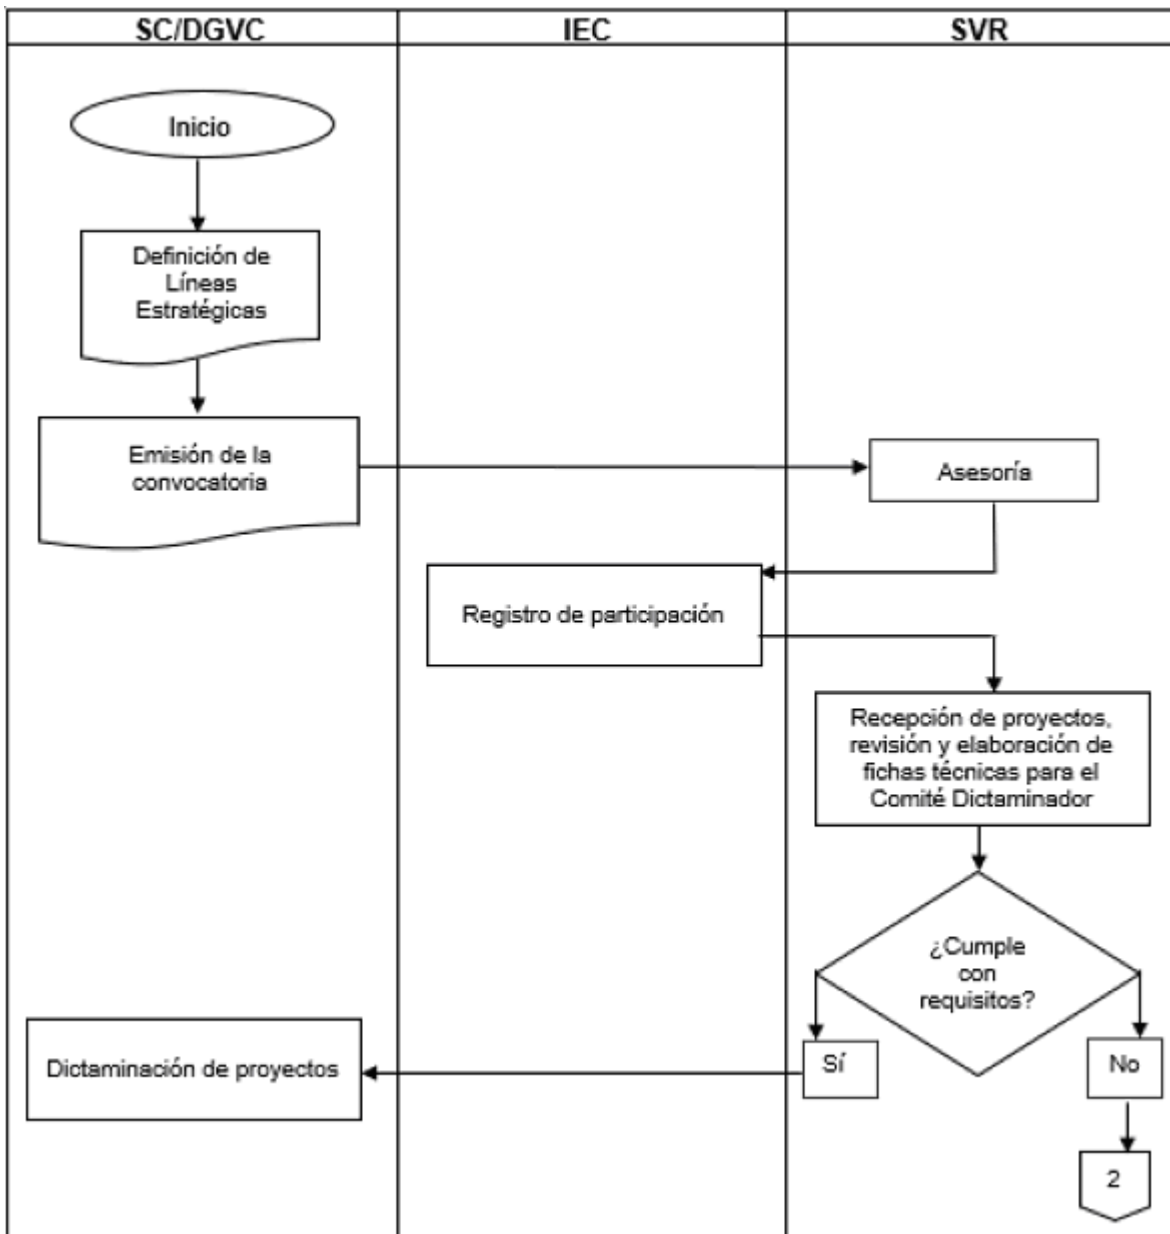 SC/DGVC
IEC
SVR
Inicio
Definición de
Líneas
Estratégicas
Emisión de la
convocatoria
Asesoría
Registro de participación
Recepción de proyectos,
revisión y elaboración de
fichas técnicas para el
Comité Dictaminador
¿Cumple
con
requisitos?
Sí
No
Dictaminación de proyectos
2